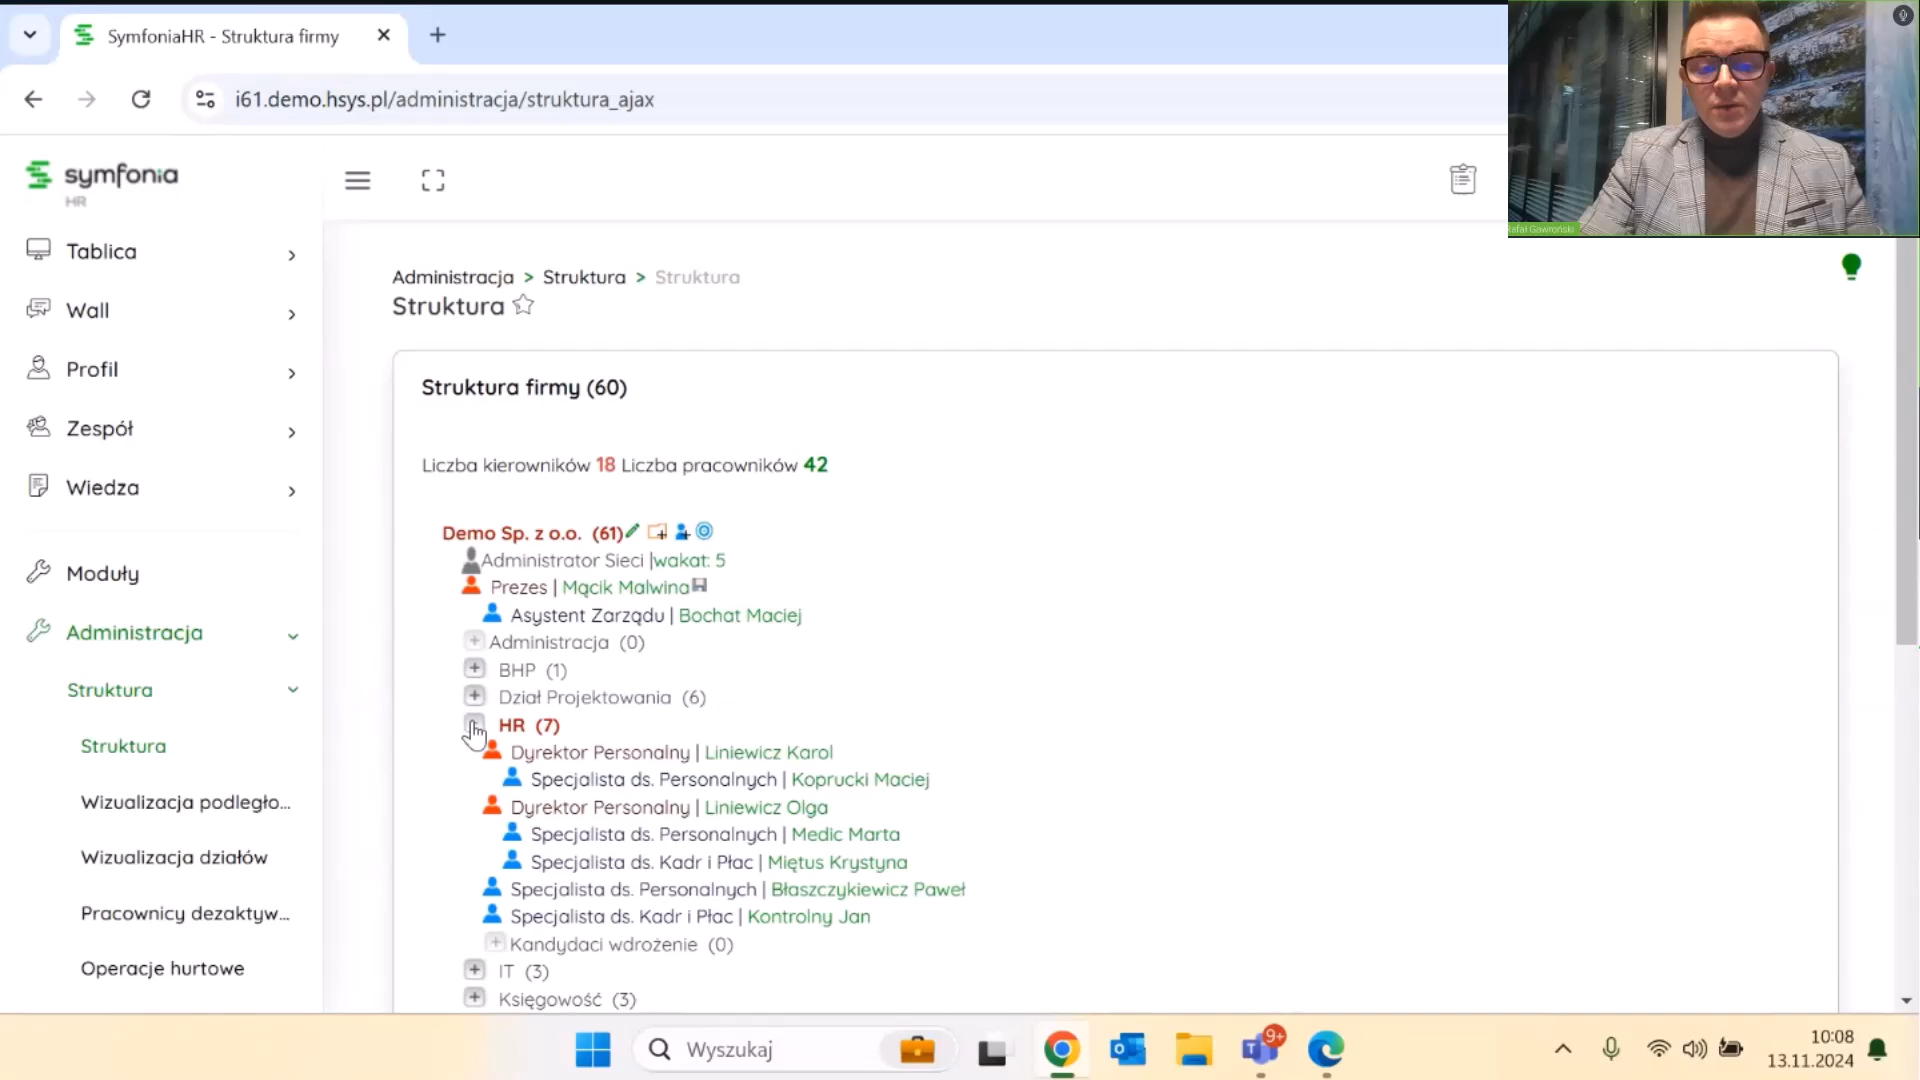 SymfoniaHR - Struktura firmy
i61.demo.hsys.pl/administracja/struktura_ajax
symfonia
HR
Tablica
Wall
Profil
Zespół
Wiedza
Moduły
Administracja
Struktura
Struktura
Wizualizacja podległo...
Wizualizacja działów
Pracownicy dezaktyw...
Operacje hurtowe
Administracja > Struktura > Struktura
Struktura
Struktura firmy (60)
Liczba kierowników 18 Liczba pracowników 42
Demo Sp. z o.o. (61)
Administrator Sieci |wakat: 5
Prezes | Mącik Malwina
Asystent Zarządu | Bochat Maciej
Administracja (0)
BHP (1)
Dział Projektowania (6)
HR (7)
Dyrektor Personalny | Liniewicz Karol
Specjalista ds. Personalnych | Koprucki Maciej
Dyrektor Personalny | Liniewicz Olga
Specjalista ds. Personalnych | Medic Marta
Specjalista ds. Kadr i Płac | Miętus Krystyna
Specjalista ds. Personalnych | Błaszczykiewicz Paweł
Specjalista ds. Kadr i Płac | Kontrolny Jan
Kandydaci wdrożenie (0)
IT (3)
Księgowość (3)
Rafał Gawroński
Wyszukaj
9+
10:08
13.11.2024